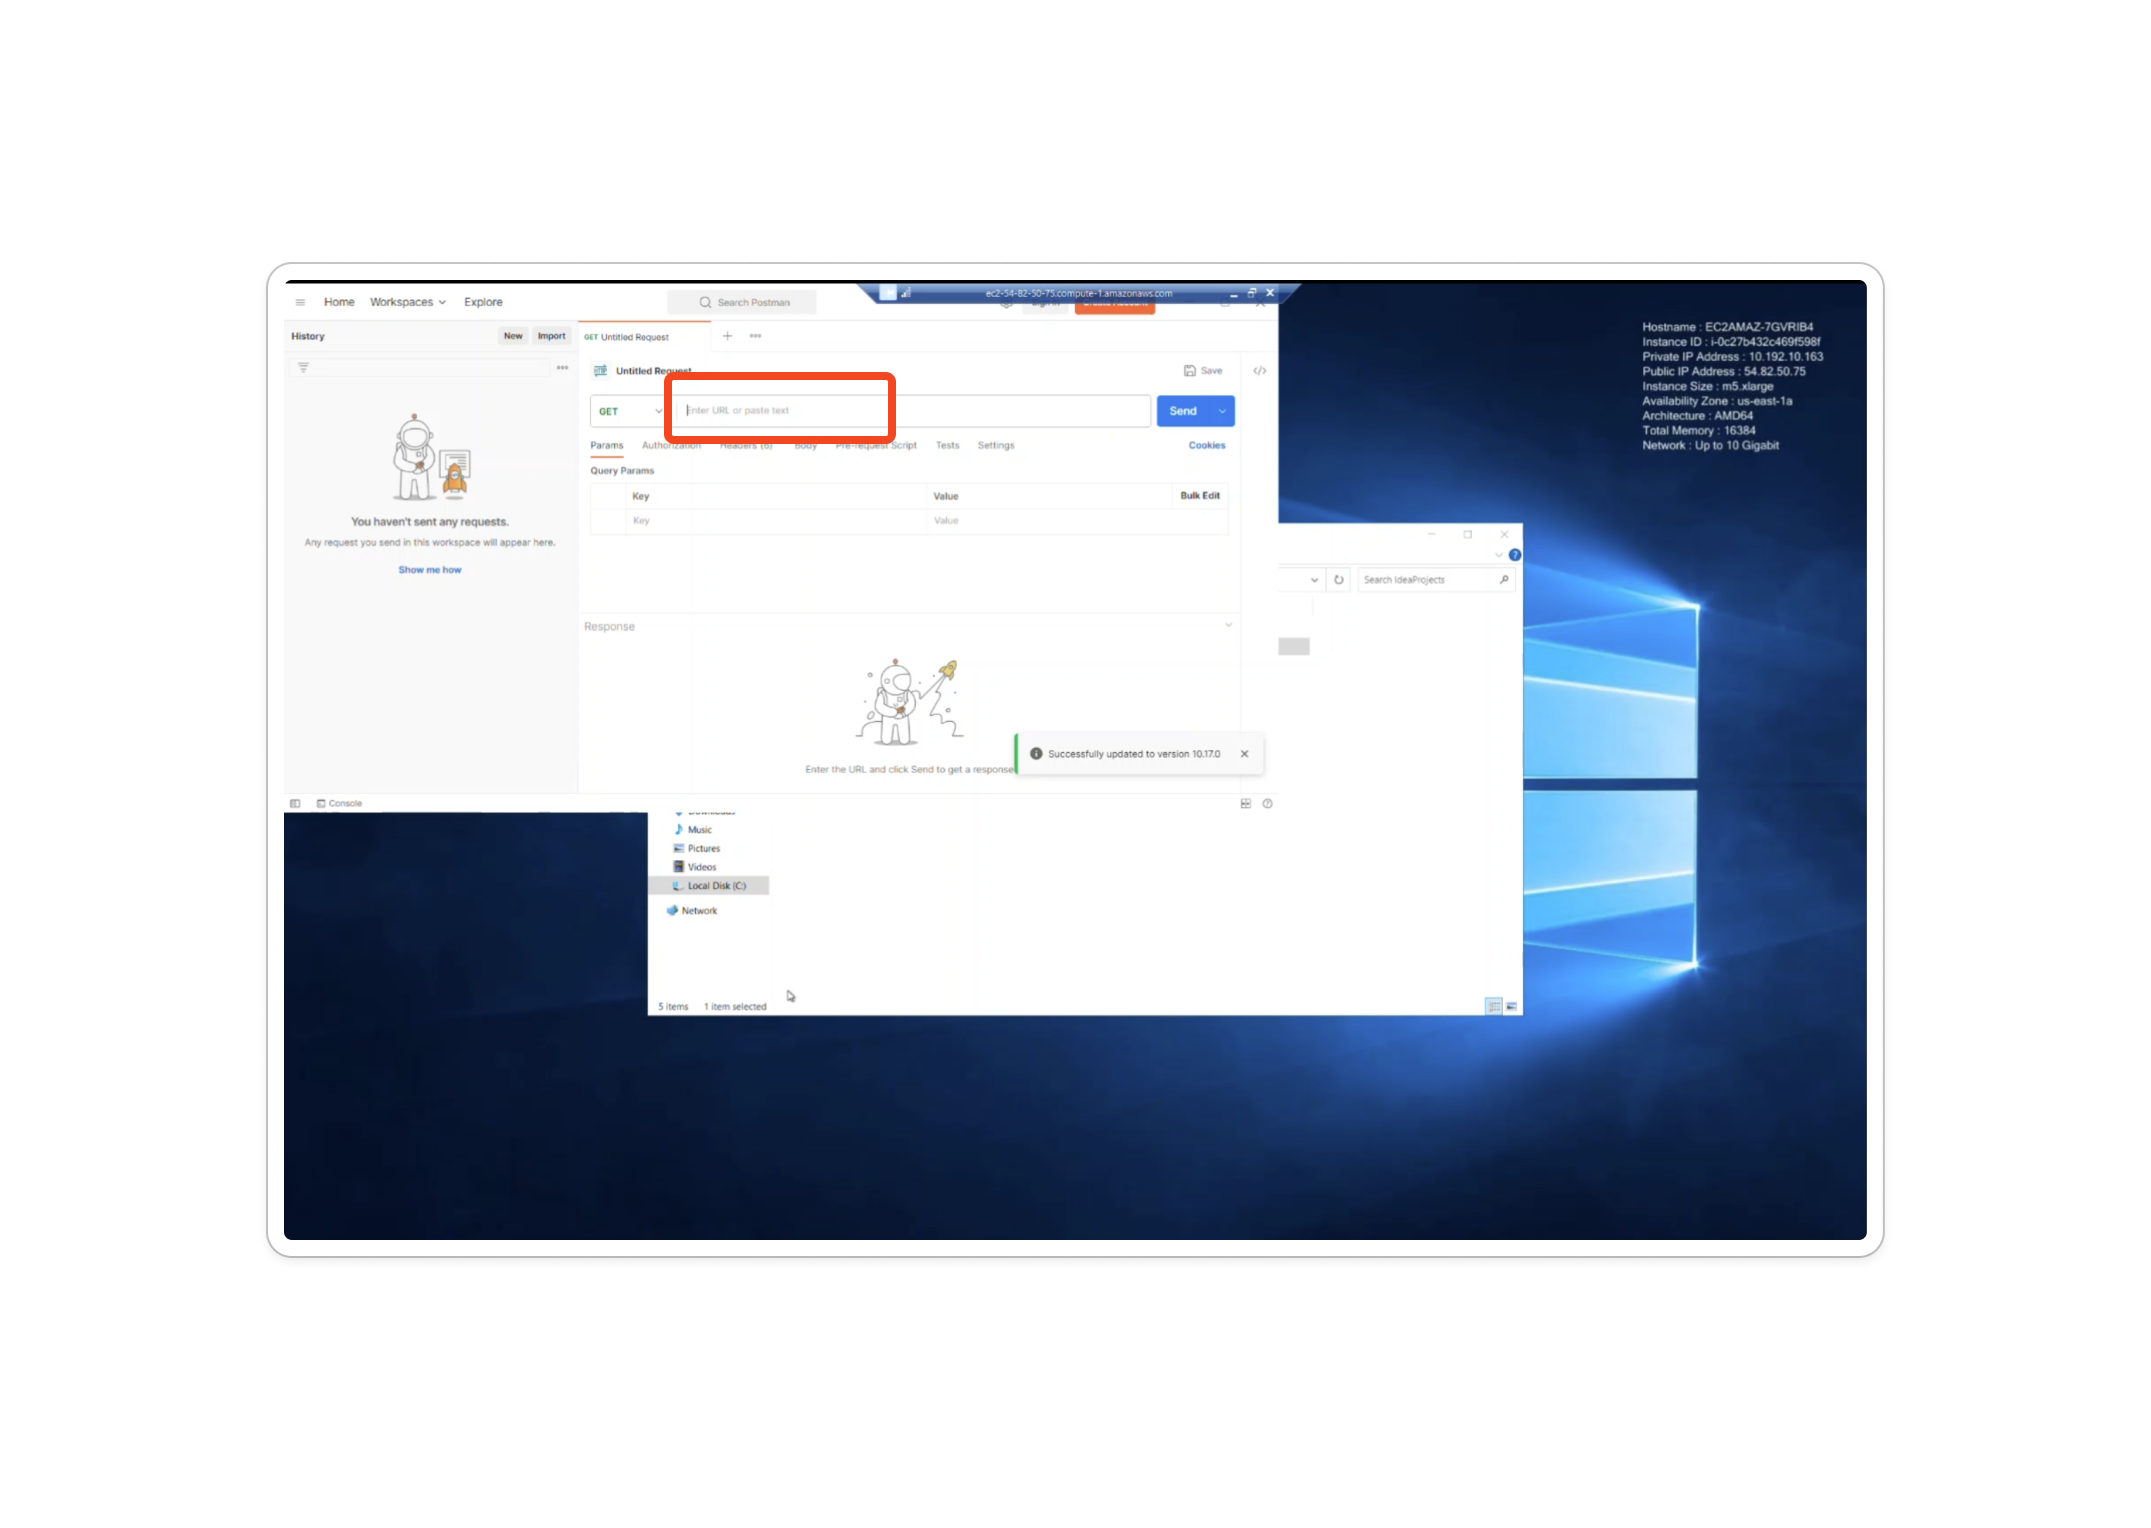 Home Workspaces Explore
Search Postman
ec2-54-82-50-75.compute-1.amazonaws.com
History New Import
GET Untitled Request
Untitled Request
Save
GET
Enter URL or paste text
Send
Params Authorization Headers (6) Body Pre-request Script Tests Settings
Cookies
Query Params
Key Value Bulk Edit
Key Value
You haven't sent any requests.
Any request you send in this workspace will appear here.
Show me how
Response
Enter the URL and click Send to get a response
Successfully updated to version 10.17.0
Console
Hostname : EC2AMAZ-7GVRIB4
Instance ID : i-0c27b432c469f598f
Private IP Address : 10.192.10.163
Public IP Address : 54.82.50.75
Instance Size : m5.xlarge
Availability Zone : us-east-1a
Architecture : AMD64
Total Memory : 16384
Network : Up to 10 Gigabit
Search IdeaProjects
Music
Pictures
Videos
Local Disk (C:)
Network
5 items 1 item selected